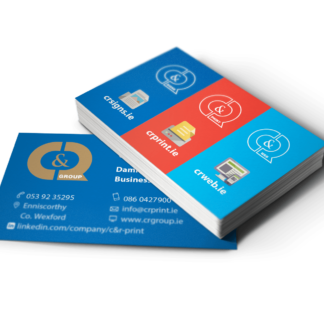 &
crsigns.ie
&
crprint.ie
&
crweb.ie
C&R
GROUP
Business
053 92 35295
086 0427900
Enniscorthy
info@crprint.ie
Co. Wexford
www.crgroup.ie
linkedin.com/company/c&r-print